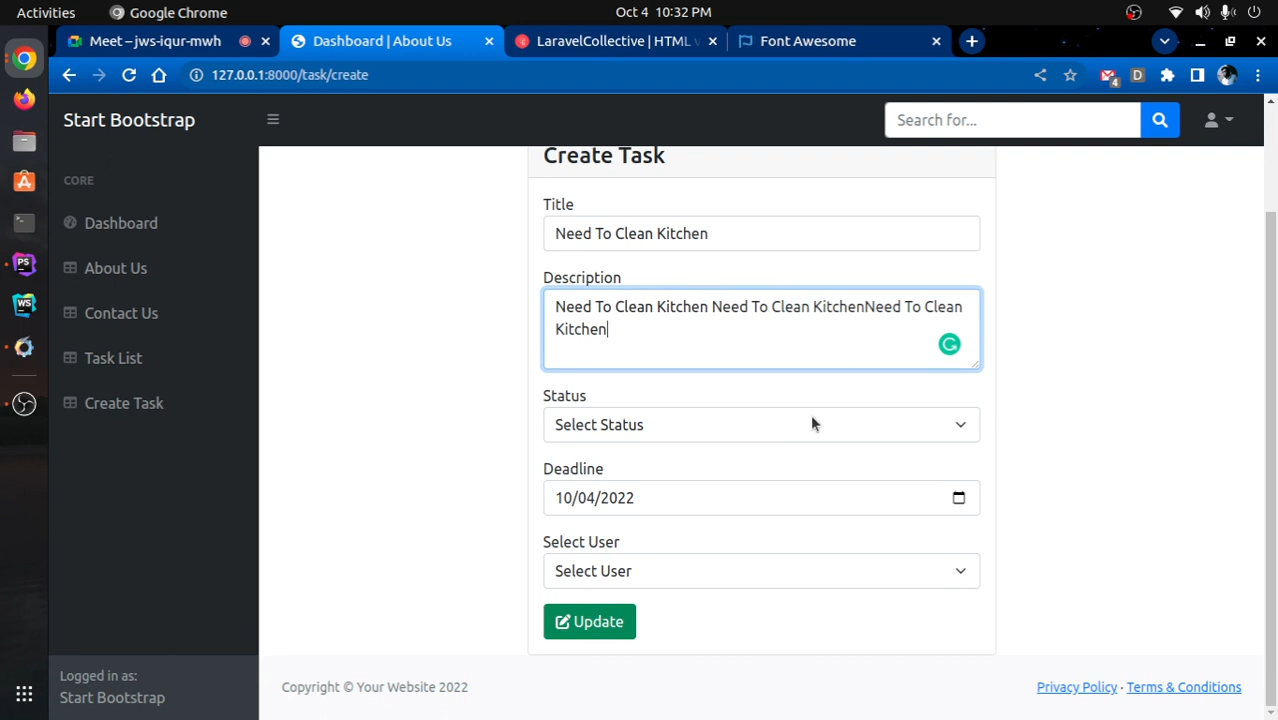 Activities
Google Chrome
Oct 4 10:32 PM
Meet – jws-iqur-mwh
Dashboard | About Us
LaravelCollective | HTML
Font Awesome
127.0.0.1:8000/task/create
4
D
Start Bootstrap
Search for...
CORE
Dashboard
About Us
Contact Us
Task List
Create Task
Logged in as:
Start Bootstrap
Create Task
Title
Need To Clean Kitchen
Description
Need To Clean Kitchen Need To Clean KitchenNeed To Clean
Kitchen
Status
Select Status
Deadline
10/04/2022
Select User
Select User
Update
Copyright © Your Website 2022
Privacy Policy · Terms & Conditions
PS
WS